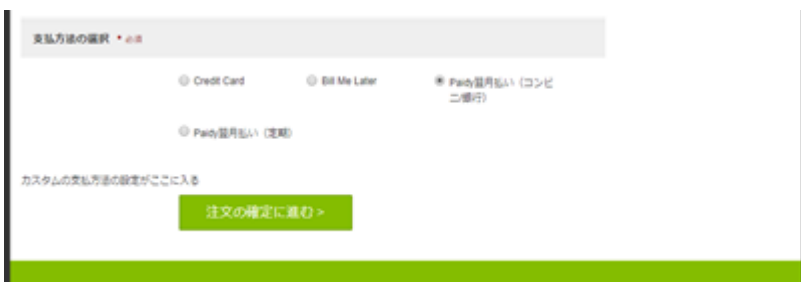 支払方法の選択 * 必須
Credit Card
Bill Me Later
Paidy翌月払い（コンビ
ニ/銀行）
Paidy翌月払い（定期）
カスタムの支払方法の設定がここに入る
注文の確定に進む >